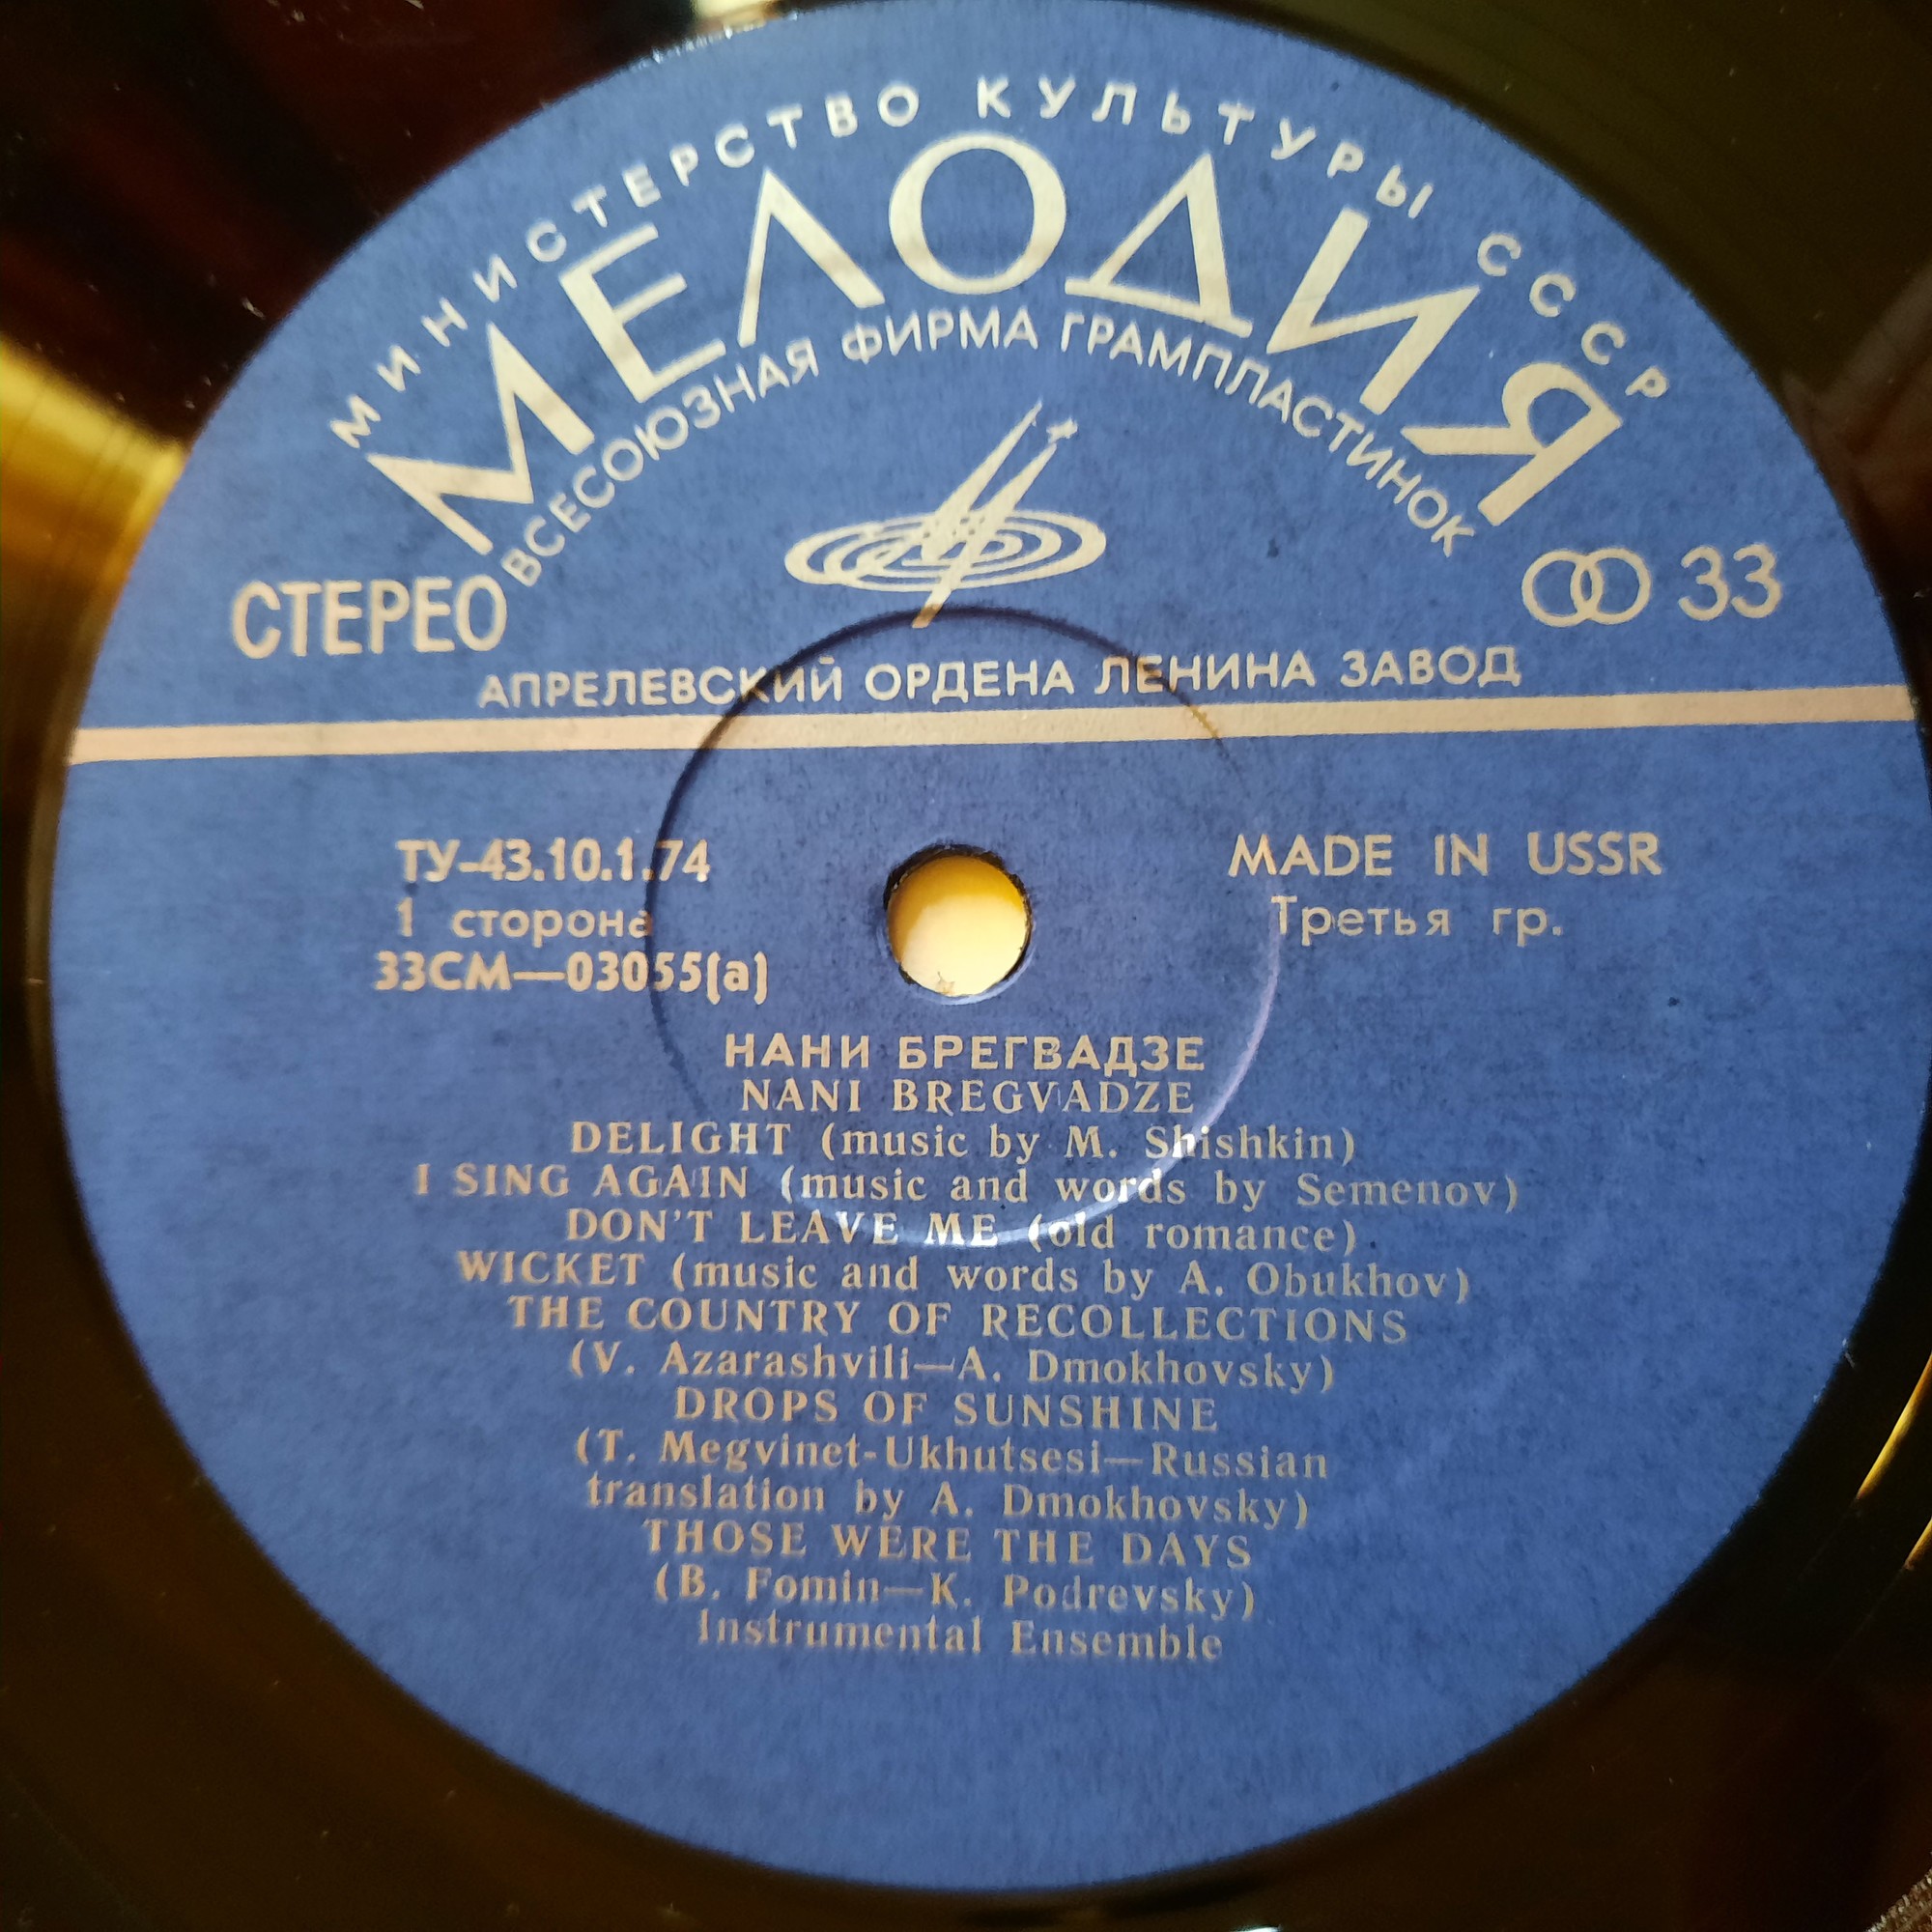 МИНИСТЕРСТВО КУЛЬТУРЫ СССР
МЕЛОДИЯ
ВСЕСОЮЗНАЯ ФИРМА ГРАМПЛАСТИНОК
СТЕРЕО
33
АПРЕЛЕВСКИЙ ОРДЕНА ЛЕНИНА ЗАВОД
ТУ-43.10.1.74
MADE IN USSR
1 сторона
Третья гр.
33СМ—03055(а)
НАНИ БРЕГВАДЗЕ
NANI BREGVADZE
DELIGHT (music by M. Shishkin)
I SING AGAIN (music and words by Semenov)
DON'T LEAVE ME (old romance)
WICKET (music and words by A. Obukhov)
THE COUNTRY OF RECOLLECTIONS
(V. Azarashvili—A. Dmokhovsky)
DROPS OF SUNSHINE
(T. Megvinet-Ukhutsesi—Russian
translation by A. Dmokhovsky)
THOSE WERE THE DAYS
(B. Fomin—K. Podrevsky)
Instrumental Ensemble